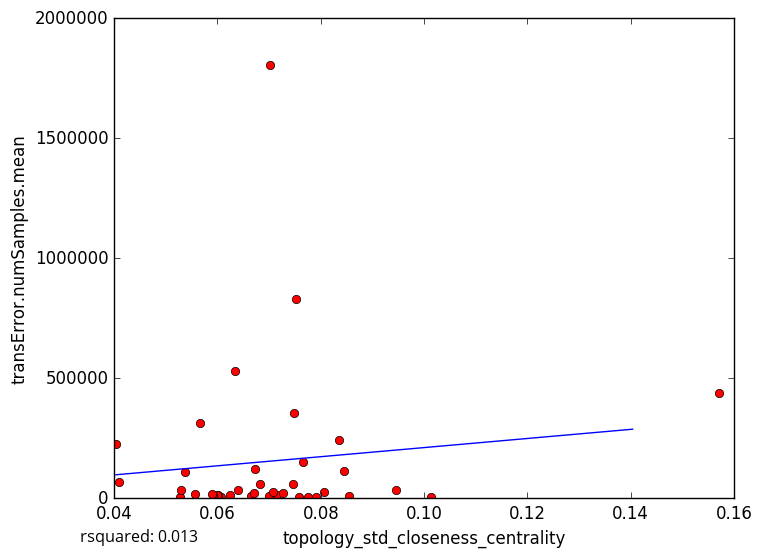 2000000
1500000
1000000
500000
0
transError.numSamples.mean
0.04 0.06 0.08 0.10 0.12 0.14 0.16
rsquared: 0.013
topology_std_closeness_centrality